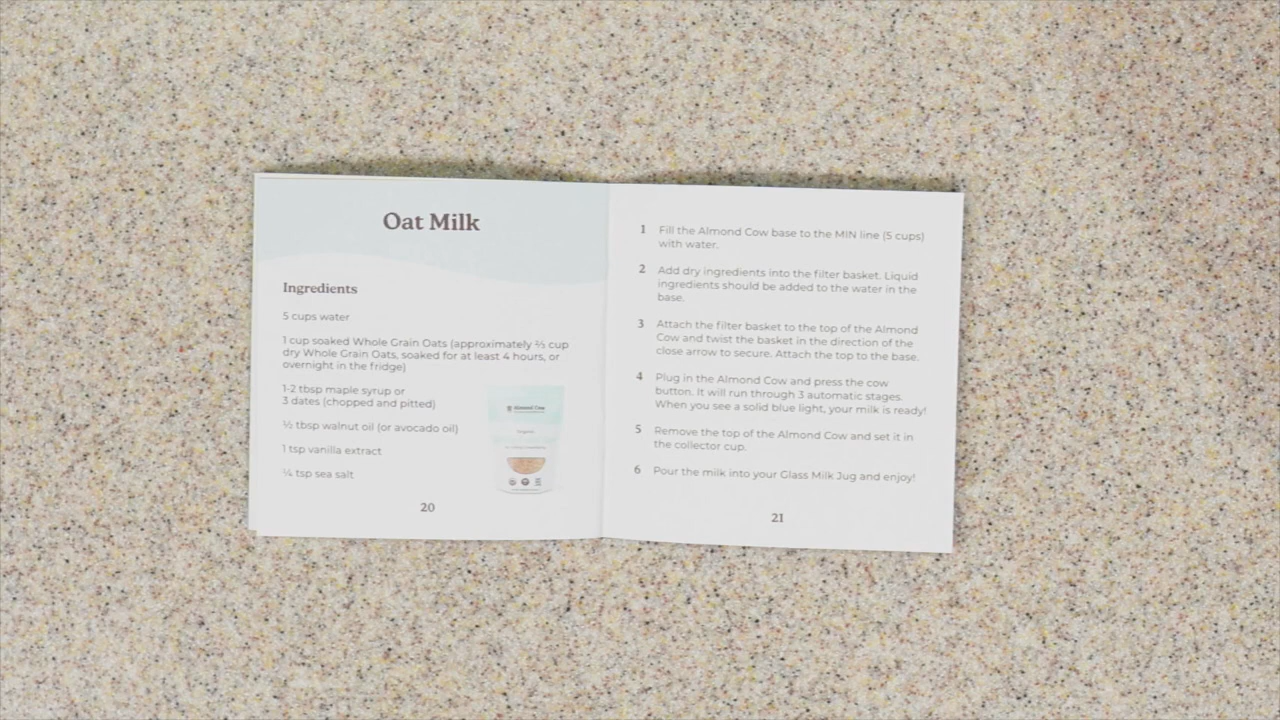 Oat Milk
Ingredients
5 cups water
1 cup soaked Whole Grain Oats (approximately ⅔ cup
dry Whole Grain Oats, soaked for at least 4 hours, or
overnight in the fridge)
1-2 tbsp maple syrup or
3 dates (chopped and pitted)
½ tbsp walnut oil (or avocado oil)
1 tsp vanilla extract
¼ tsp sea salt
Almond Cow
20
1 Fill the Almond Cow base to the MIN line (5 cups)
with water.
2 Add dry ingredients into the filter basket. Liquid
ingredients should be added to the water in the
base.
3 Attach the filter basket to the top of the Almond
Cow and twist the basket in the direction of the
close arrow to secure. Attach the top to the base.
4 Plug in the Almond Cow and press the cow
button. It will run through 3 automatic stages.
When you see a solid blue light, your milk is ready!
5 Remove the top of the Almond Cow and set it in
the collector cup.
6 Pour the milk into your Glass Milk Jug and enjoy!
21